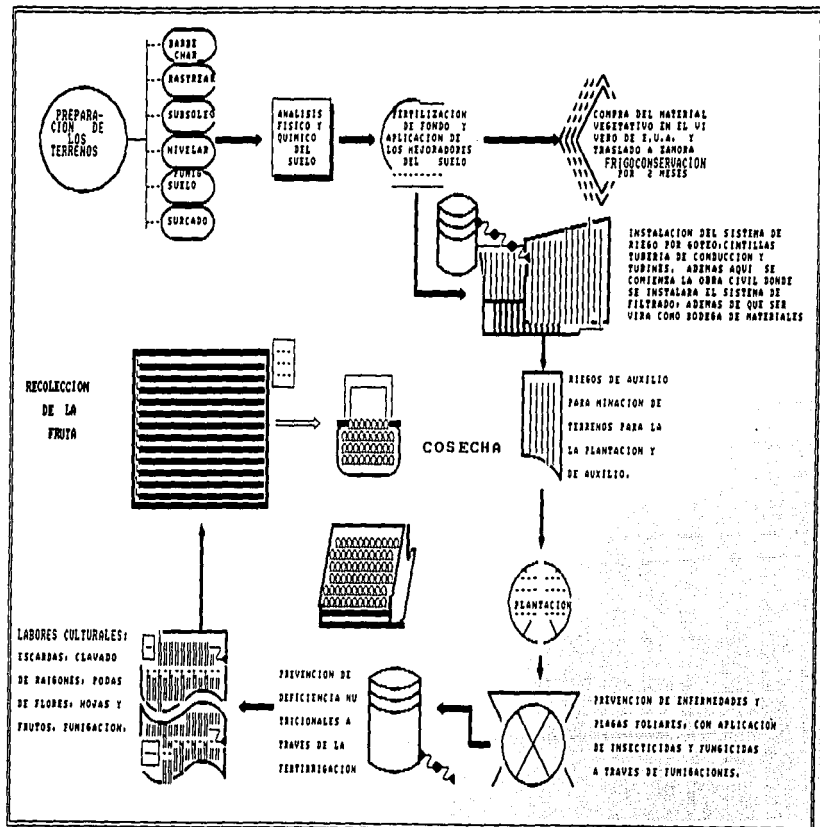 BARBE
CHAR
RASTREA
SUBSOLEO
NIVELAR
FUMIG
SUELO
SURCADO
PREPARA-
CION DE
LOS
TERRENOS
ANALISIS
FISICO Y
QUIMICO
DEL
SUELO
FERTILIZACION
DE FONDO Y
APLICACION DE
LOS MEJORADORES
DEL SUELO
COMPRA DEL MATERIAL
VEGETATIVO EN EL VI
VERO DE E.U.A. Y
TRASLADO A ZAMORA
FRIGOCONSERVACION
POR 2 MESES
INSTALACION DEL SISTEMA DE
RIEGO POR GOTEO:CINTILLAS
TUBERIA DE CONDUCCION Y
TUBINES. ADEMAS AQUI SE
COMIENZA LA OBRA CIVIL DONDE
SE INSTALARA EL SISTEMA DE
FILTRADO; ADEMAS DE QUE SER
VIRA COMO BODEGA DE MATERIALES
RIEGOS DE AUXILIO
PARA MINACION DE
TERRENOS PARA LA
LA PLANTACION Y
DE AUXILIO.
PLANTACION
PREVENCION DE ENFERMEDADES Y
PLAGAS FOLIARES; CON APLICACION
DE INSECTICIDAS Y FUNGICIDAS
A TRAVES DE FUMIGACIONES.
PREVENCION DE
DEFICIENCIA NU
TRICIONALES A
TRAVES DE LA
FERTIRRIGACION
LABORES CULTURALES:
ESCARDA; CLAVADO
DE RAIGONES; PODAS
DE FLORES; HOJAS Y
FRUTOS. FUMIGACION.
RECOLECCION
DE LA
FRUTA
COSECHA